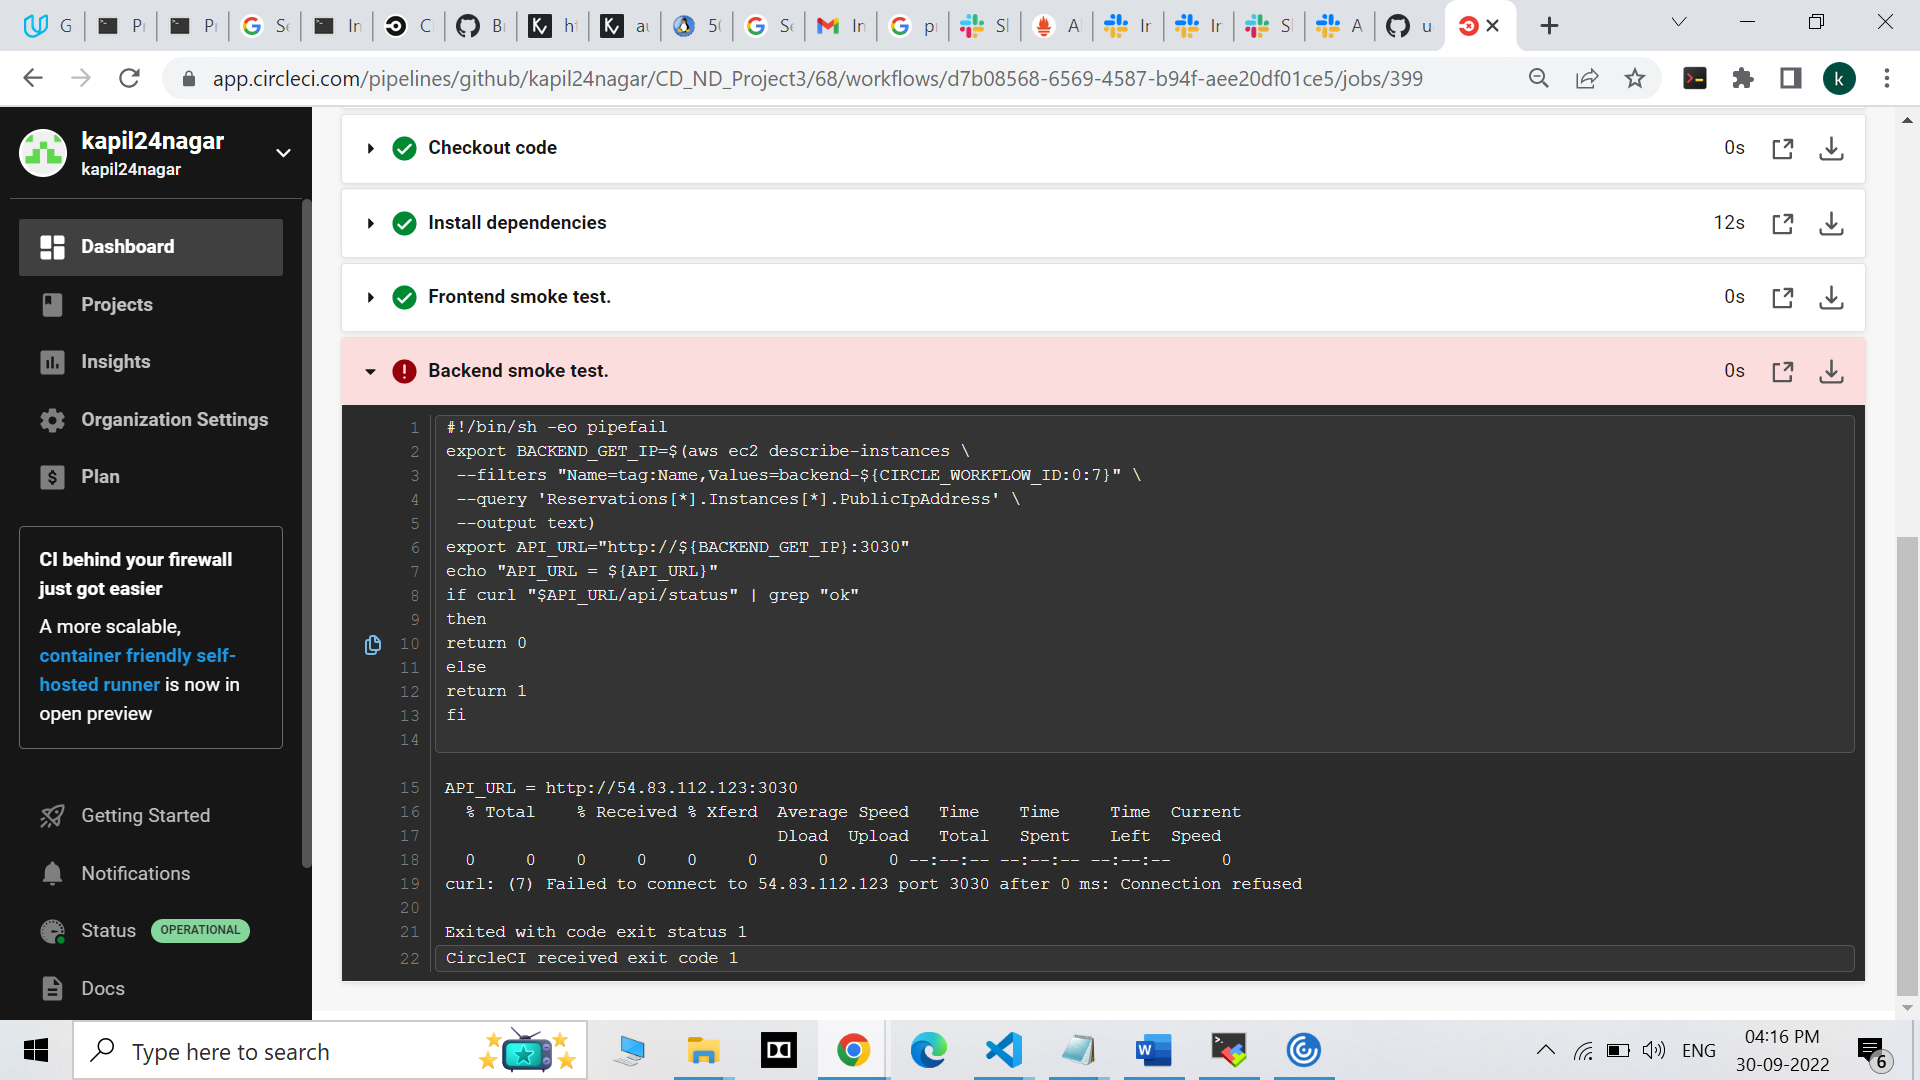 G
Pr
Pr
Se
In
C
B
ht
au
50
Se
In
pr
Sl
Al
Ir
Ir
Sl
A
u
app.circleci.com/pipelines/github/kapil24nagar/CD_ND_Project3/68/workflows/d7b08568-6569-4587-b94f-aee20df01ce5/jobs/399
k
kapil24nagar
kapil24nagar
Dashboard
Projects
Insights
Organization Settings
Plan
CI behind your firewall
just got easier
A more scalable,
container friendly self-
hosted runner is now in
open preview
Getting Started
Notifications
Status OPERATIONAL
Docs
Checkout code 0s
Install dependencies 12s
Frontend smoke test. 0s
Backend smoke test. 0s
1 #!/bin/sh -eo pipefail
2 export BACKEND_GET_IP=$(aws ec2 describe-instances \
3 --filters "Name=tag:Name,Values=backend-${CIRCLE_WORKFLOW_ID:0:7}" \
4 --query 'Reservations[*].Instances[*].PublicIpAddress' \
5 --output text)
6 export API_URL="http://${BACKEND_GET_IP}:3030"
7 echo "API_URL = ${API_URL}"
8 if curl "$API_URL/api/status" | grep "ok"
9 then
10 return 0
11 else
12 return 1
13 fi
14
15 API_URL = http://54.83.112.123:3030
16 % Total % Received % Xferd Average Speed Time Time Time Current
17 Dload Upload Total Spent Left Speed
18 0 0 0 0 0 0 0 0 --:--:-- --:--:-- --:--:-- 0
19 curl: (7) Failed to connect to 54.83.112.123 port 3030 after 0 ms: Connection refused
20
21 Exited with code exit status 1
22 CircleCI received exit code 1
Type here to search
ENG
04:16 PM
30-09-2022
6